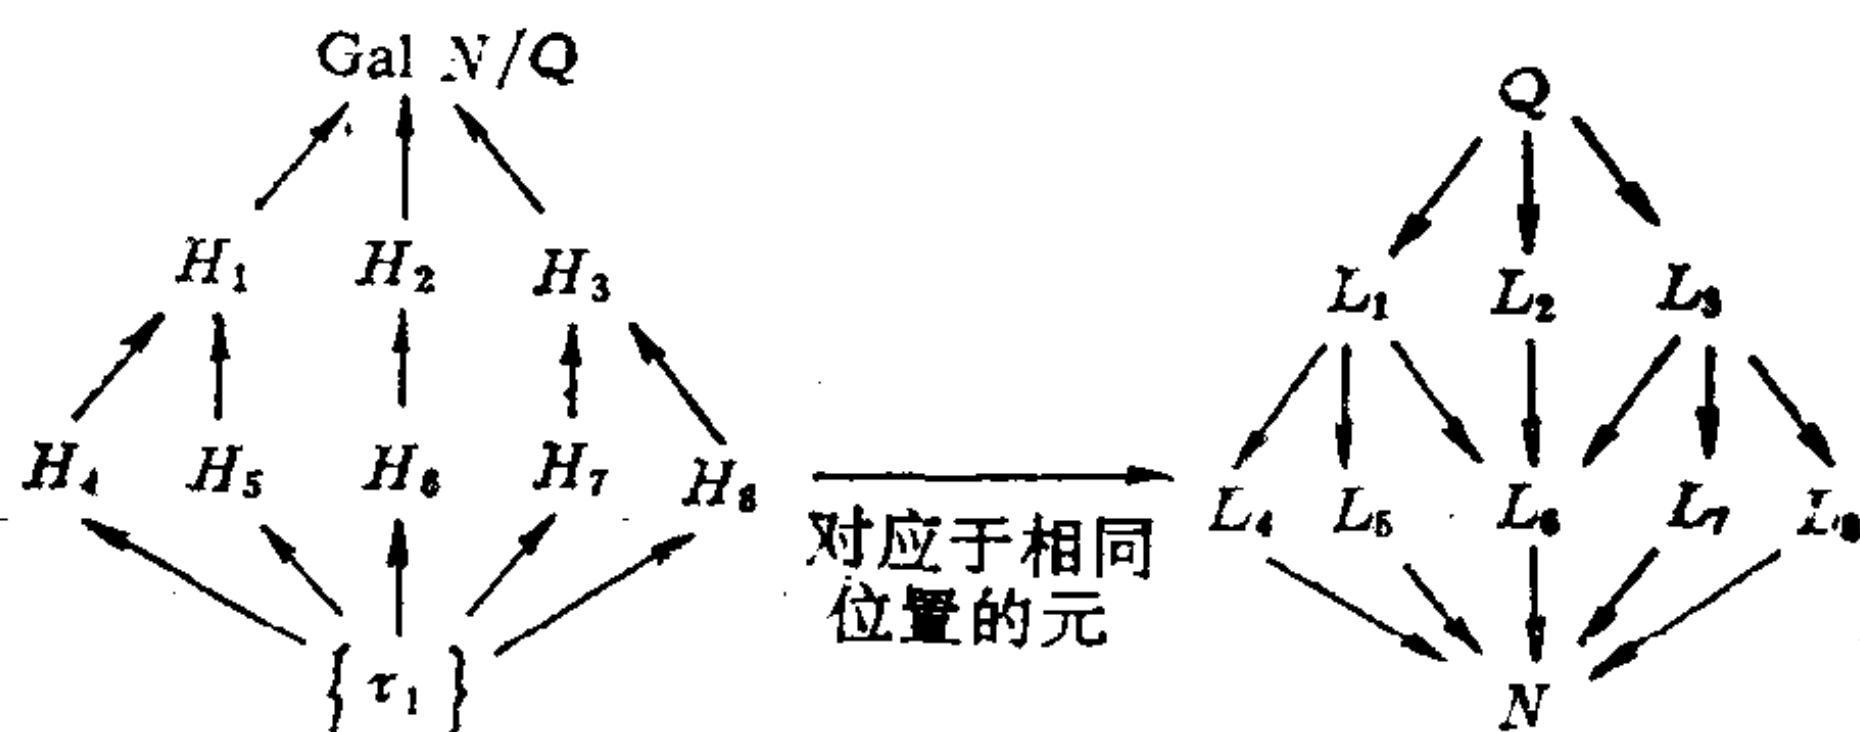 Gal N/Q
Q
H₁ H₂ H₃
L₁ L₂ L₃
H₄ H₅ H₆ H₇ H₈
L₄ L₅ L₆ L₇ L₈
对应于相同
位置的元
{τ₁}
N